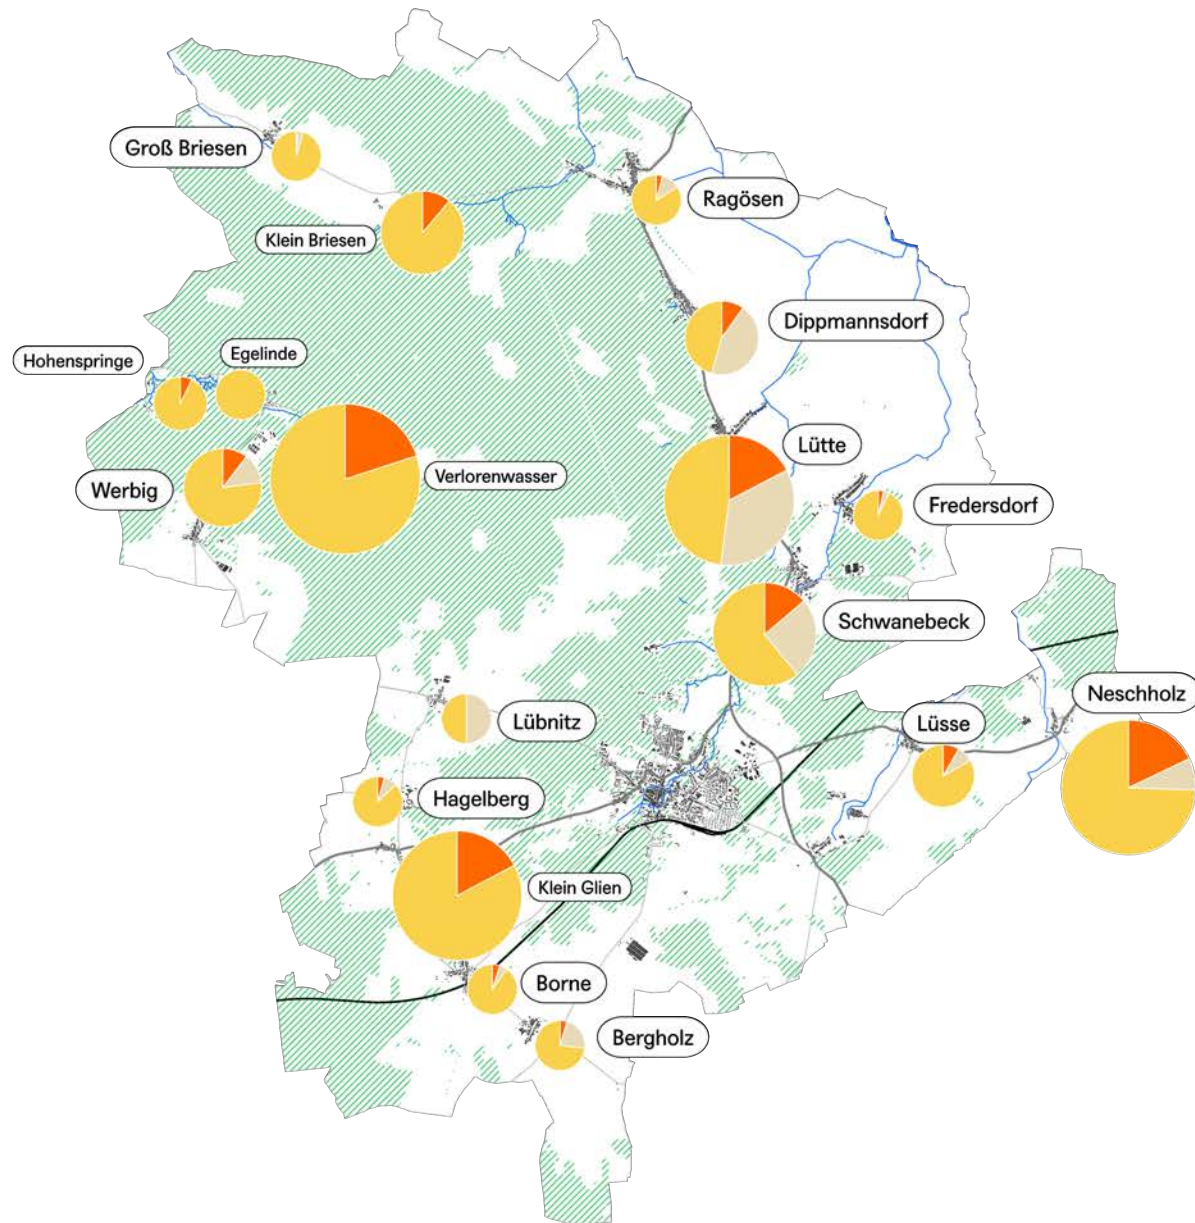 Groß Briesen
Ragösen
Klein Briesen
Dippmannsdorf
Hohenspringe
Egelinde
Lütte
Verlorenwasser
Werbig
Fredersdorf
Schwanebeck
Neschholz
Lübnitz
Lüsse
Hagelberg
Klein Glien
Borne
Bergholz